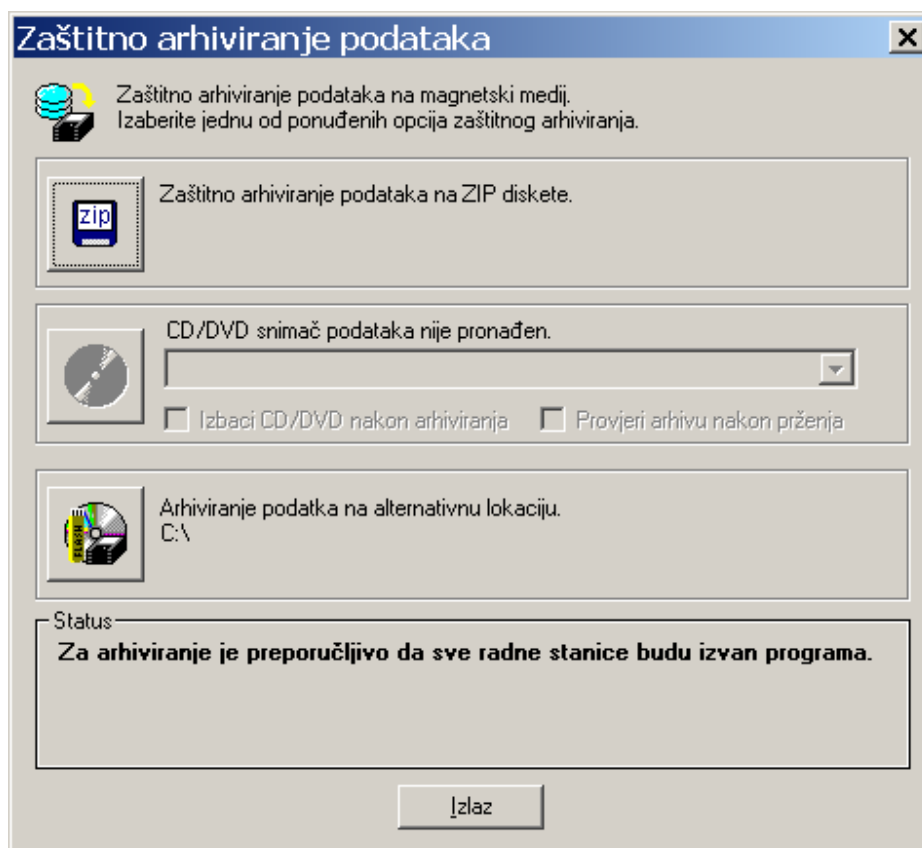 Zaštitno arhiviranje podataka
Zaštitno arhiviranje podataka na magnetski medij.
Izaberite jednu od ponuđenih opcija zaštitnog arhiviranja.
zip
Zaštitno arhiviranje podataka na ZIP diskete.
CD/DVD snimač podataka nije pronađen.
Izbaci CD/DVD nakon arhiviranja
Provjeri arhivu nakon prženja
FLASH
Arhiviranje podatka na alternativnu lokaciju.
C:\
Status
Za arhiviranje je preporučljivo da sve radne stanice budu izvan programa.
Izlaz